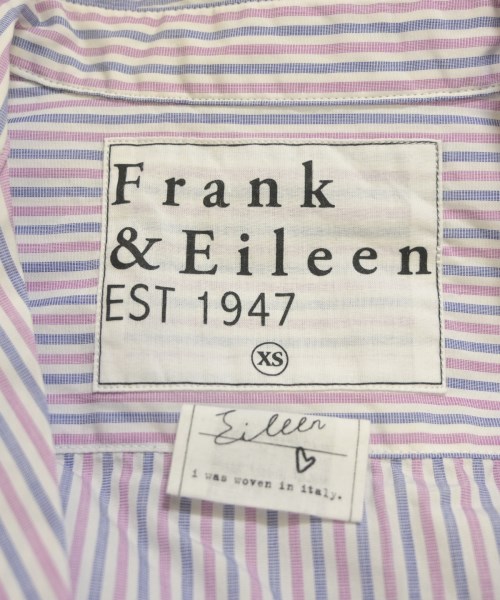 Frank
& Eileen
EST 1947
XS
Eileen
i was woven in italy.